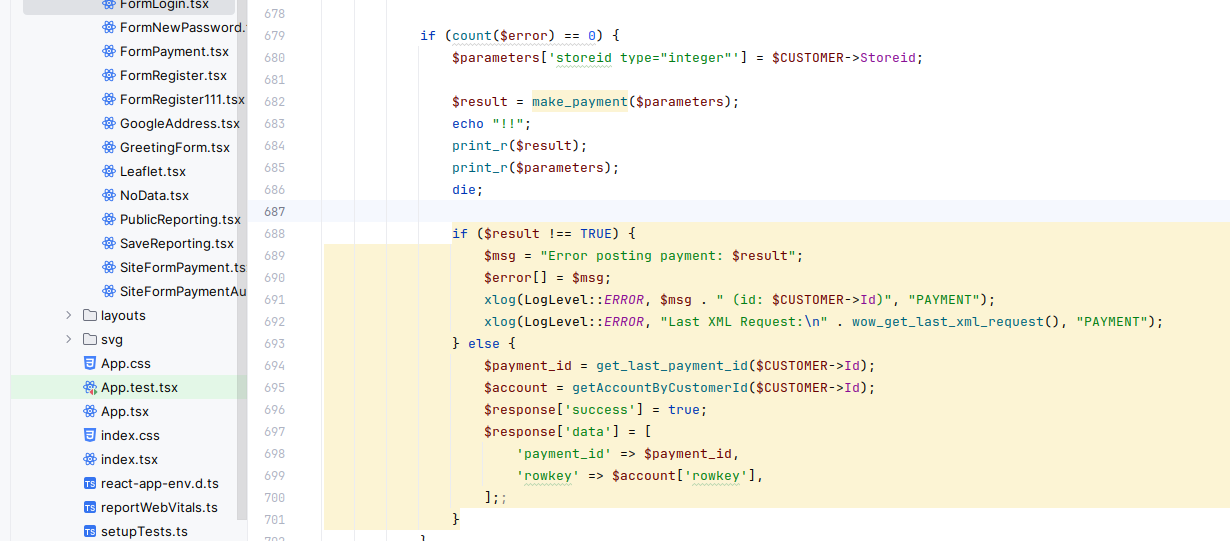 FormLogin.tsx
FormNewPassword.
FormPayment.tsx
FormRegister.tsx
FormRegister111.tsx
GoogleAddress.tsx
GreetingForm.tsx
Leaflet.tsx
NoData.tsx
PublicReporting.tsx
SaveReporting.tsx
SiteFormPayment.ts
SiteFormPaymentAu
layouts
svg
App.css
App.test.tsx
App.tsx
index.css
index.tsx
TS react-app-env.d.ts
TS reportWebVitals.ts
TS setupTests.ts
678
679 if (count($error) == 0) {
680 $parameters['storeid type="integer"'] = $CUSTOMER->Storeid;
681
682 $result = make_payment($parameters);
683 echo "!!";
684 print_r($result);
685 print_r($parameters);
686 die;
687
688 if ($result !== TRUE) {
689 $msg = "Error posting payment: $result";
690 $error[] = $msg;
691 xlog(LogLevel::ERROR, $msg . " (id: $CUSTOMER->Id)", "PAYMENT");
692 xlog(LogLevel::ERROR, "Last XML Request:\n" . wow_get_last_xml_request(), "PAYMENT");
693 } else {
694 $payment_id = get_last_payment_id($CUSTOMER->Id);
695 $account = getAccountByCustomerId($CUSTOMER->Id);
696 $response['success'] = true;
697 $response['data'] = [
698 'payment_id' => $payment_id,
699 'rowkey' => $account['rowkey'],
700 ];;
701 }